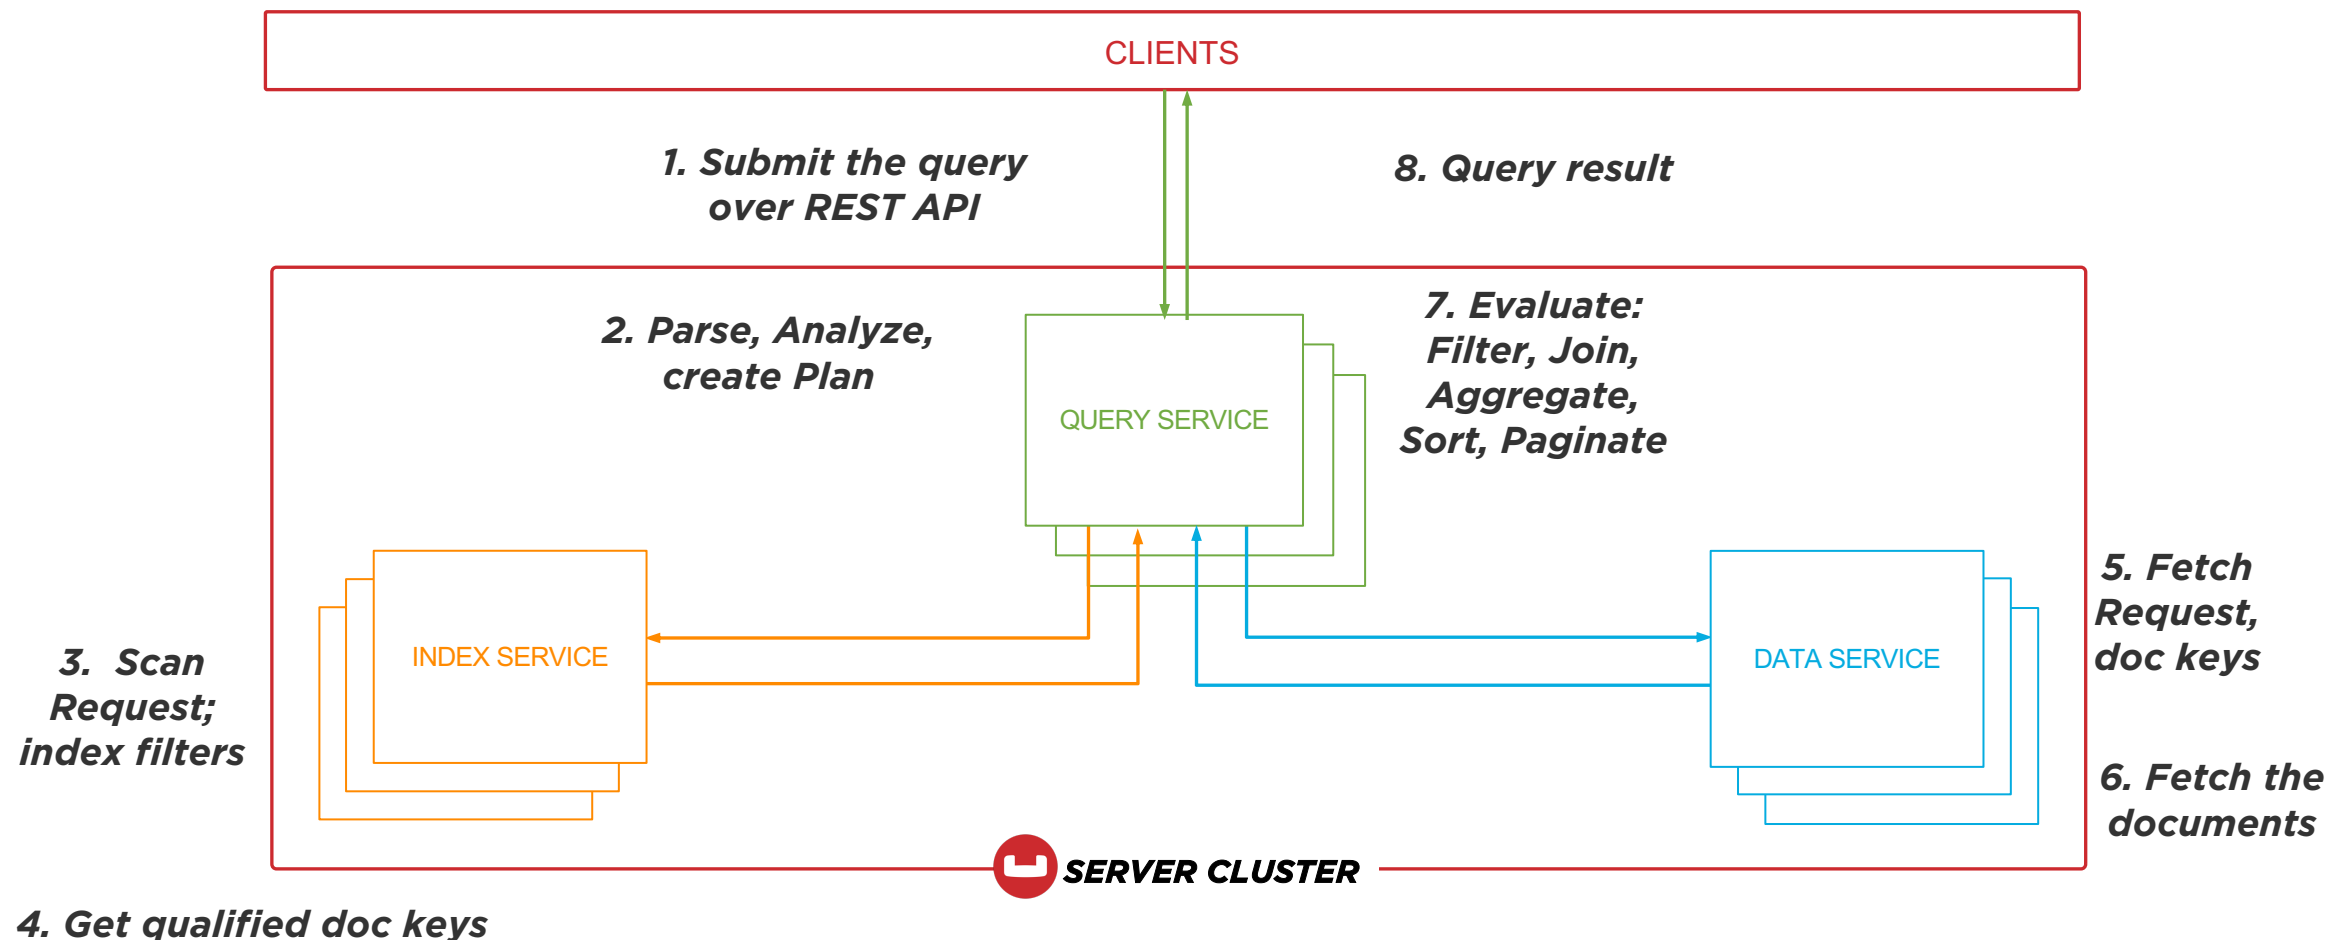 CLIENTS
1. Submit the query
over REST API
8. Query result
2. Parse, Analyze,
create Plan
7. Evaluate:
Filter, Join,
Aggregate,
Sort, Paginate
QUERY SERVICE
3. Scan
Request;
index filters
INDEX SERVICE
DATA SERVICE
5. Fetch
Request,
doc keys
6. Fetch the
documents
SERVER CLUSTER
4. Get qualified doc keys